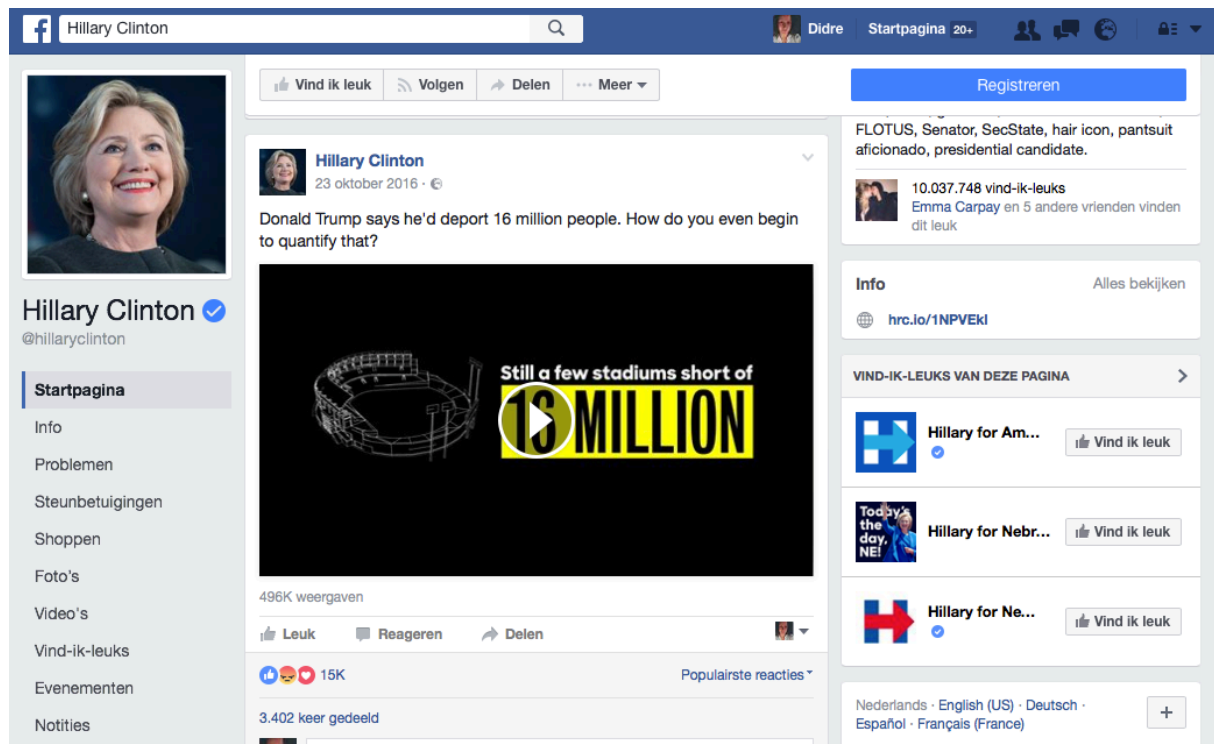 Hillary Clinton
Didre
Startpagina 20+
Vind ik leuk
Volgen
Delen
Meer
Registreren
Hillary Clinton
@hillaryclinton
Startpagina
Info
Problemen
Steunbetuigingen
Shoppen
Foto's
Video's
Vind-ik-leuks
Evenementen
Notities
Hillary Clinton
23 oktober 2016 ·
Donald Trump says he'd deport 16 million people. How do you even begin
to quantify that?
Still a few stadiums short of
16 MILLION
496K weergaven
Leuk
Reageren
Delen
15K
Populairste reacties
3.402 keer gedeeld
FLOTUS, Senator, SecState, hair icon, pantsuit
aficionado, presidential candidate.
10.037.748 vind-ik-leuks
Emma Carpay en 5 andere vrienden vinden
dit leuk
Info
Alles bekijken
hrc.io/1NPVEkI
VIND-IK-LEUKS VAN DEZE PAGINA
Hillary for Am...
Vind ik leuk
Today's
the
day,
NE!
Hillary for Nebr...
Vind ik leuk
Hillary for Ne...
Vind ik leuk
Nederlands · English (US) · Deutsch ·
Español · Français (France)